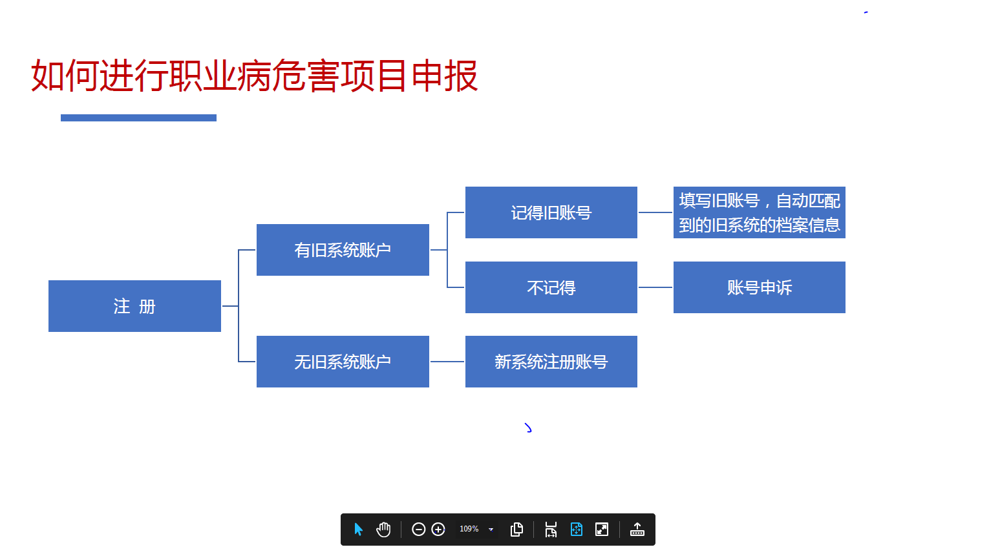 如何进行职业病危害项目申报
记得旧账号
填写旧账号，自动匹配
到的旧系统的档案信息
有旧系统账户
不记得
账号申诉
注 册
无旧系统账户
新系统注册账号
109%